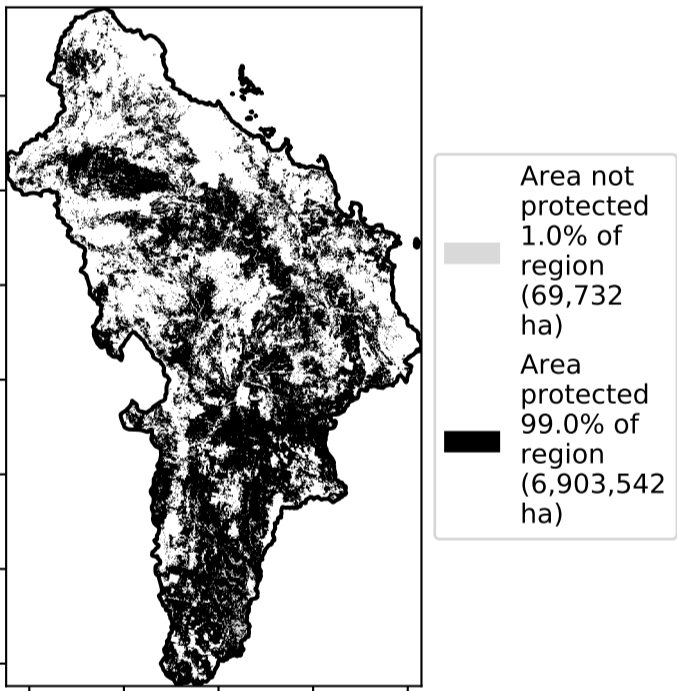 Area not
protected
1.0% of
region
(69,732
ha)
Area
protected
99.0% of
region
(6,903,542
ha)